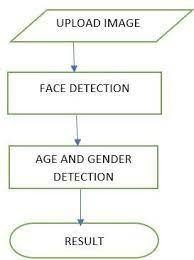 UPLOAD IMAGE
FACE DETECTION
AGE AND GENDER
DETECTION
RESULT